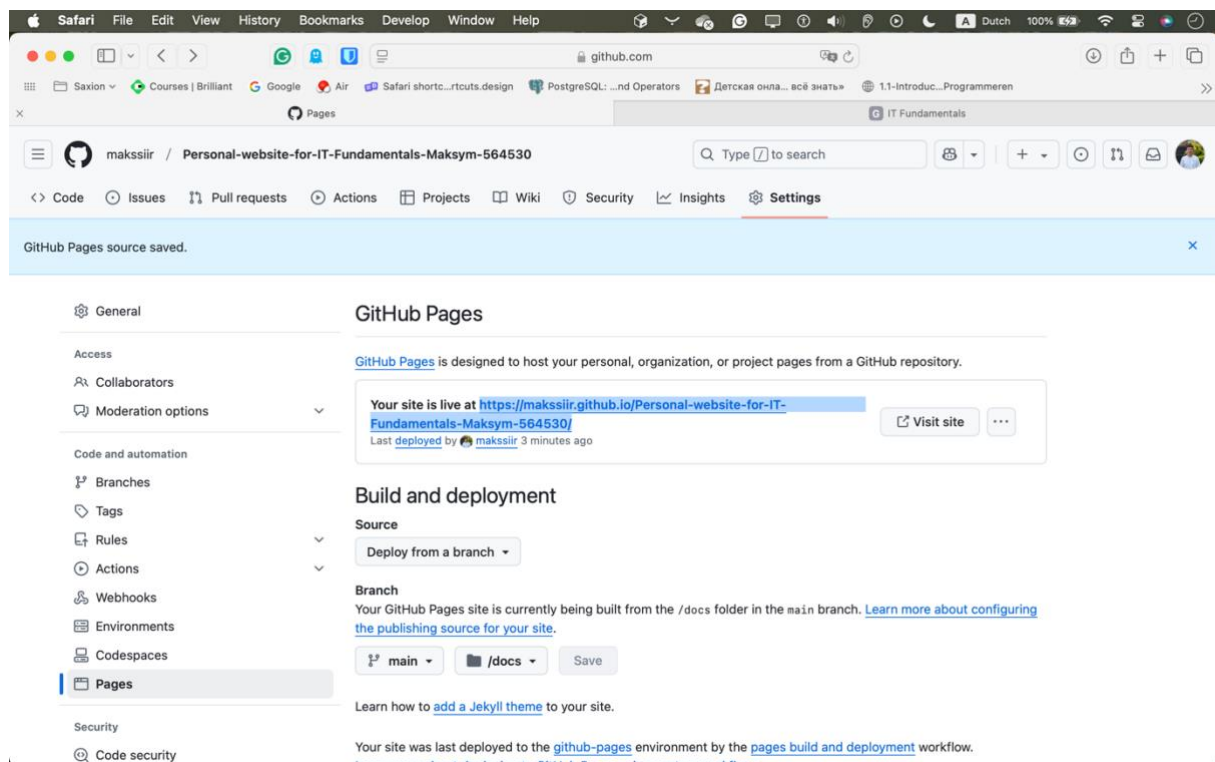 Safari File Edit View History Bookmarks Develop Window Help A Dutch 100%
github.com
Saxion Courses | Brilliant Google Air Safari shortc...rtcuts.design PostgreSQL: ...nd Operators Детская онла... всё знать» 1.1-Introduc...Programmeren
Pages IT Fundamentals
makssiir / Personal-website-for-IT-Fundamentals-Maksym-564530 Type / to search
Code Issues Pull requests Actions Projects Wiki Security Insights Settings
GitHub Pages source saved.
General
Access
Collaborators
Moderation options
Code and automation
Branches
Tags
Rules
Actions
Webhooks
Environments
Codespaces
Pages
Security
Code security
GitHub Pages
GitHub Pages is designed to host your personal, organization, or project pages from a GitHub repository.
Your site is live at https://makssiir.github.io/Personal-website-for-IT-
Fundamentals-Maksym-564530/
Last deployed by makssiir 3 minutes ago
Visit site
Build and deployment
Source
Deploy from a branch
Branch
Your GitHub Pages site is currently being built from the /docs folder in the main branch. Learn more about configuring
the publishing source for your site.
main /docs Save
Learn how to add a Jekyll theme to your site.
Your site was last deployed to the github-pages environment by the pages build and deployment workflow.